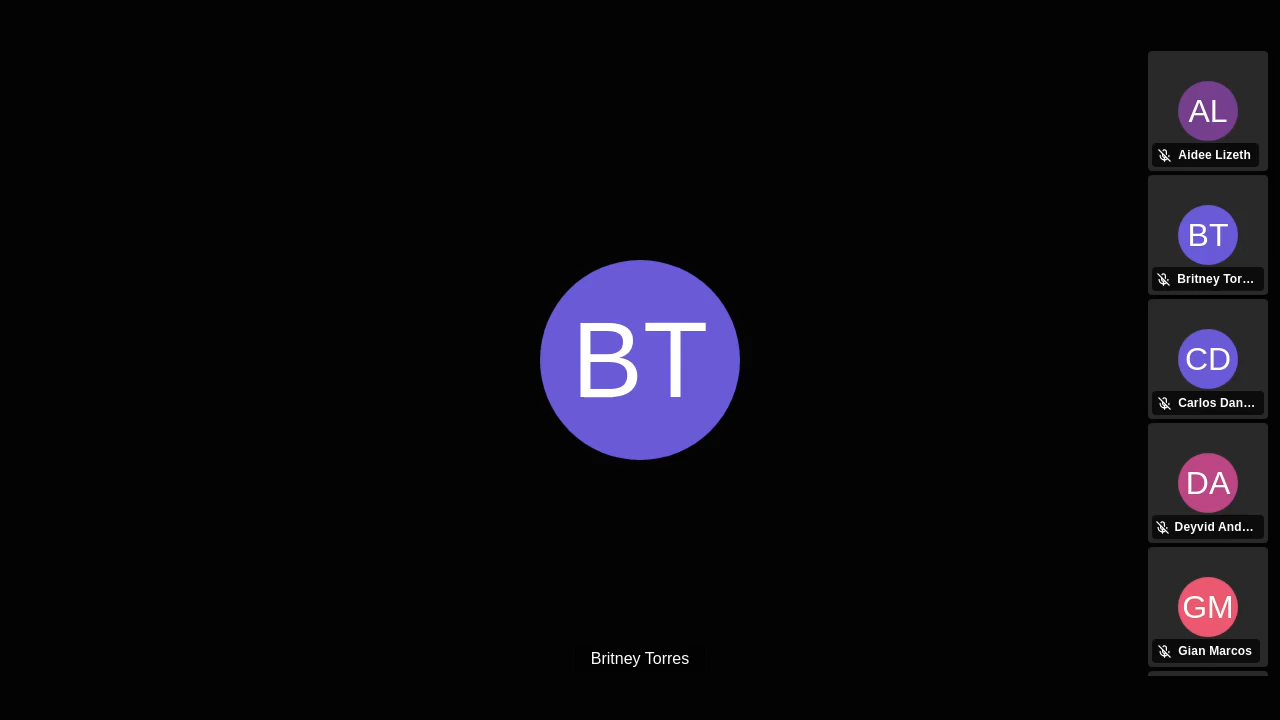 AL
Aidee Lizeth
BT
Britney Tor...
CD
Carlos Dan...
DA
Deyvid And...
GM
Gian Marcos
BT
Britney Torres